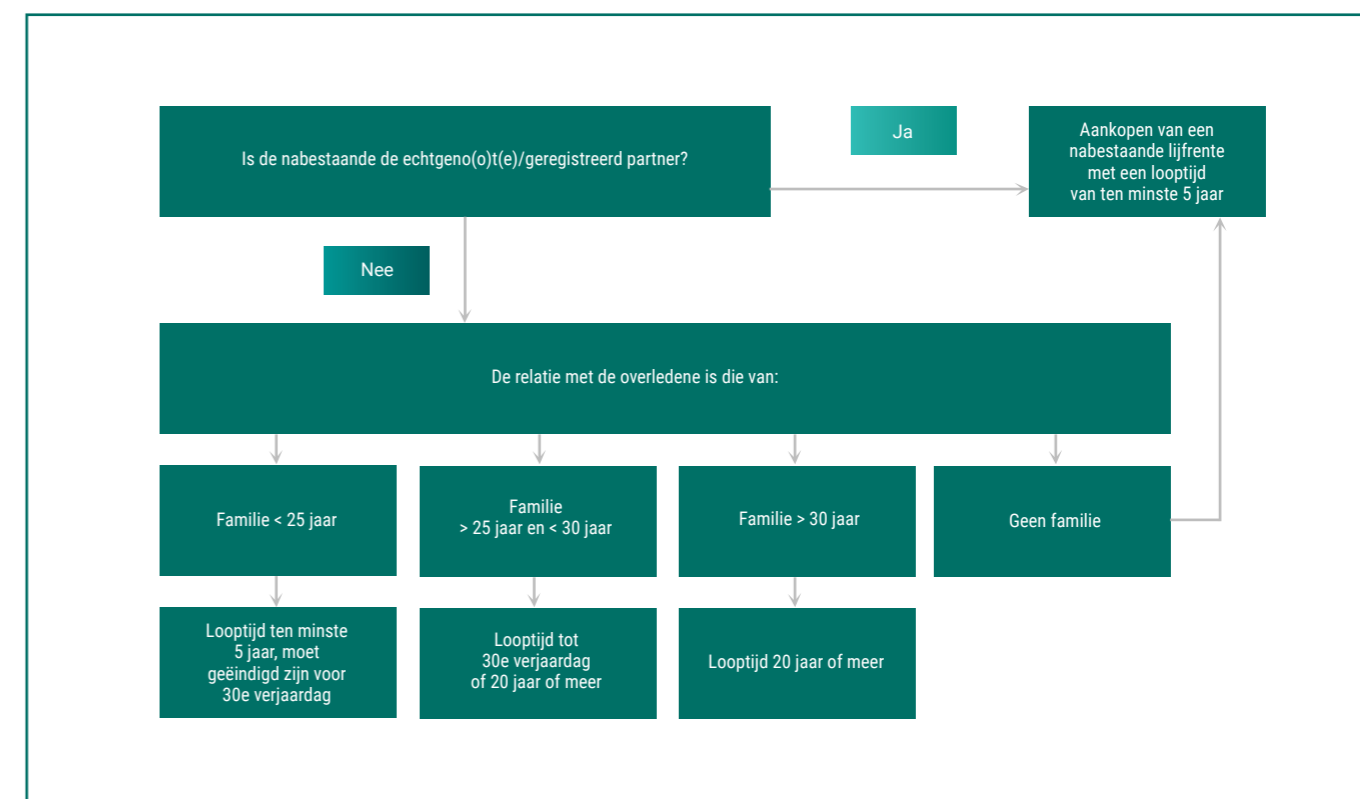 Is de nabestaande de echtgeno(o)t(e)/geregistreerd partner?
Ja
Aankopen van een
nabestaande lijfrente
met een looptijd
van ten minste 5 jaar
Nee
De relatie met de overledene is die van:
Familie < 25 jaar
Familie
> 25 jaar en < 30 jaar
Familie > 30 jaar
Geen familie
Looptijd ten minste
5 jaar, moet
geëindigd zijn voor
30e verjaardag
Looptijd tot
30e verjaardag
of 20 jaar of meer
Looptijd 20 jaar of meer